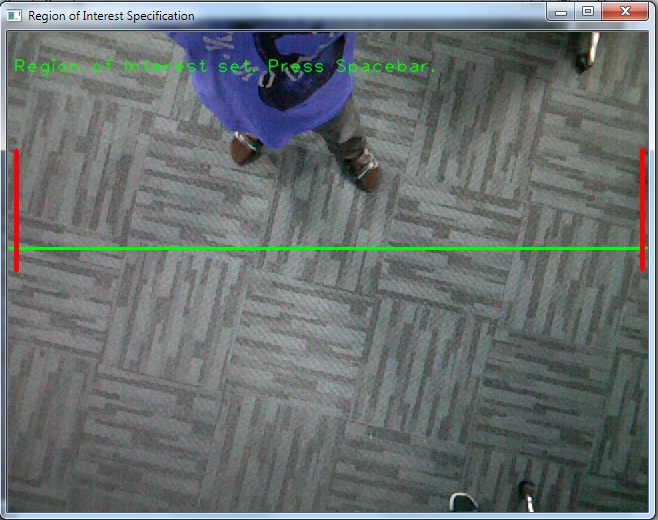 Region of Interest Specification
Region of interest set. Press Spacebar.